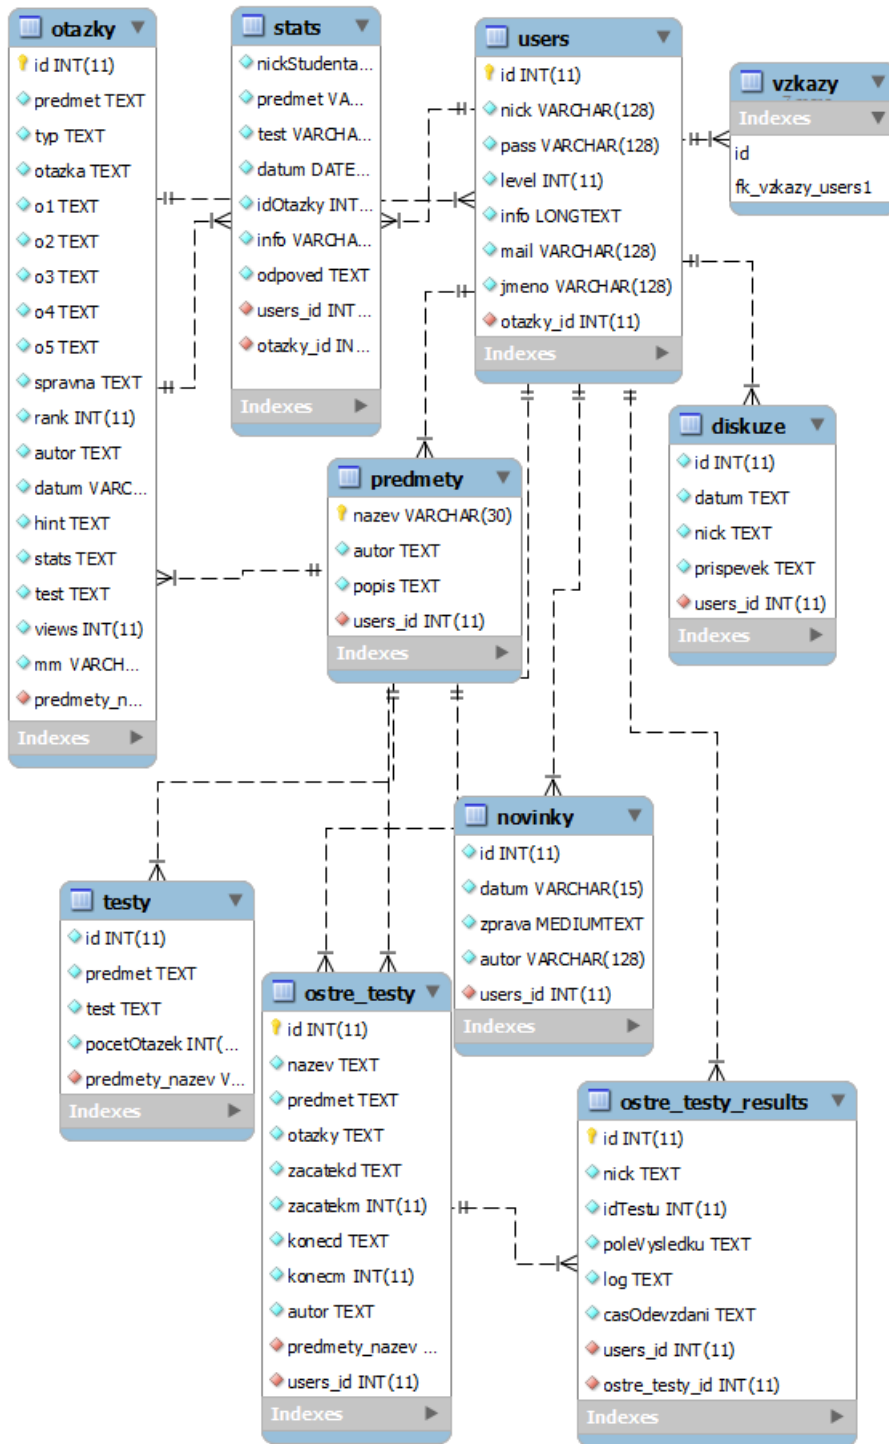 otazky
id INT(11)
predmet TEXT
typ TEXT
otazka TEXT
o1 TEXT
o2 TEXT
o3 TEXT
o4 TEXT
o5 TEXT
spravna TEXT
rank INT(11)
autor TEXT
datum VARC...
hint TEXT
stats TEXT
test TEXT
views INT(11)
mm VARCH...
predmety_n...
Indexes
stats
nickStudenta...
predmet VA...
test VARCHA...
datum DATE...
idOtazky INT...
info VARCHA...
odpoved TEXT
users_id INT...
otazky_id IN...
Indexes
users
id INT(11)
nick VARCHAR(128)
pass VARCHAR(128)
level INT(11)
info LONGTEXT
mail VARCHAR(128)
jmeno VARCHAR(128)
otazky_id INT(11)
Indexes
vzkazy
Indexes
id
fk_vzkazy_users1
predmety
nazev VARCHAR(30)
autor TEXT
popis TEXT
users_id INT(11)
Indexes
diskuze
id INT(11)
datum TEXT
nick TEXT
prispevek TEXT
users_id INT(11)
Indexes
novinky
id INT(11)
datum VARCHAR(15)
zprava MEDIUMTEXT
autor VARCHAR(128)
users_id INT(11)
Indexes
testy
id INT(11)
predmet TEXT
test TEXT
pocetOtazek INT(...
predmety_nazev V...
Indexes
ostre_testy
id INT(11)
nazev TEXT
predmet TEXT
otazky TEXT
zacatekd TEXT
zacatekm INT(11)
konecd TEXT
konecm INT(11)
autor TEXT
predmety_nazev ...
users_id INT(11)
Indexes
ostre_testy_results
id INT(11)
nick TEXT
idTestu INT(11)
poleVysledku TEXT
log TEXT
casOdevzdani TEXT
users_id INT(11)
ostre_testy_id INT(11)
Indexes